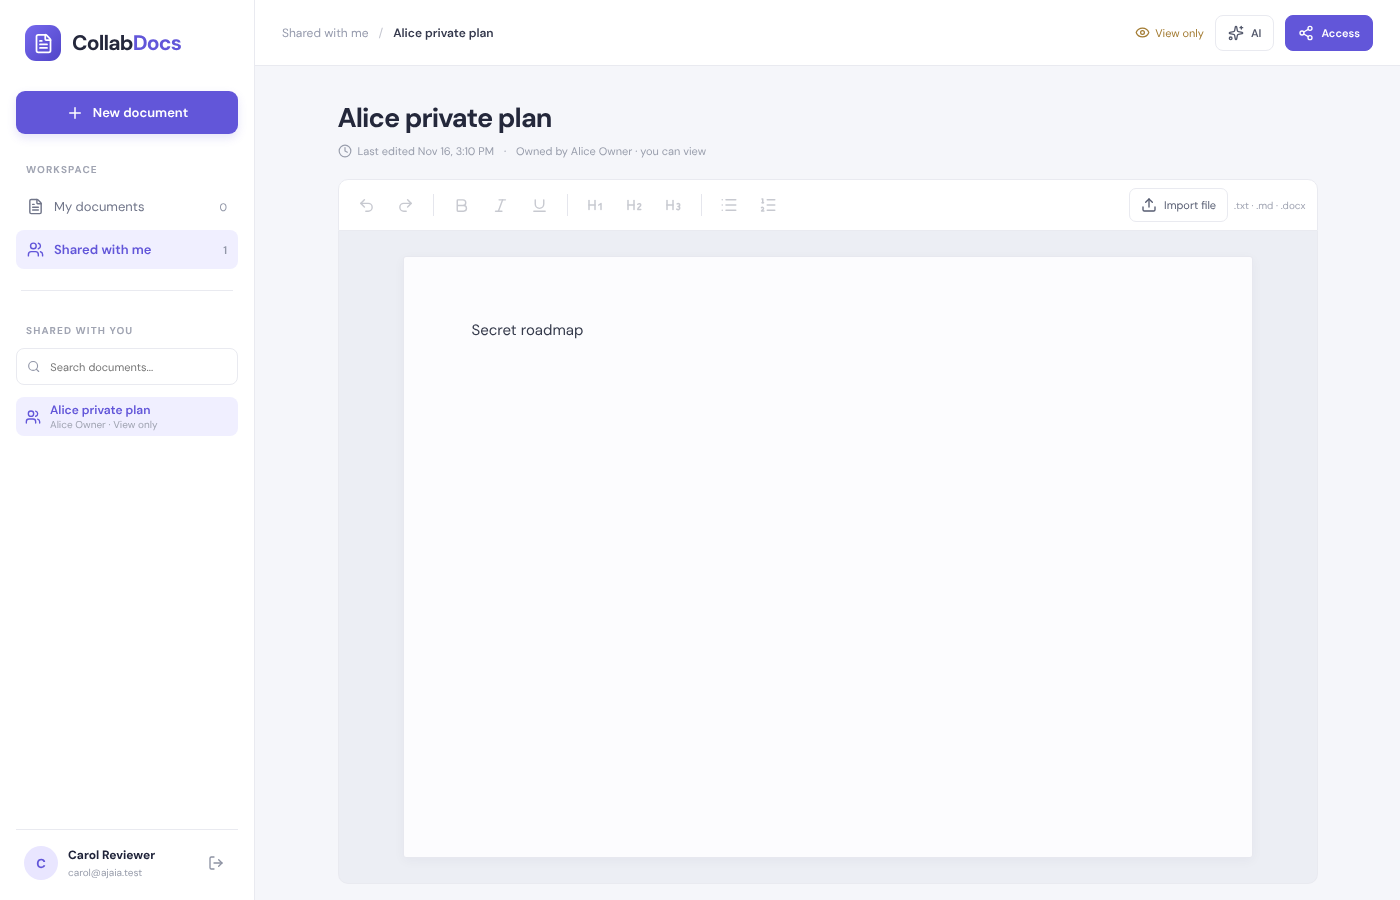 CollabDocs
New document
WORKSPACE
My documents 0
Shared with me 1
SHARED WITH YOU
Search documents...
Alice private plan
Alice Owner · View only
C
Carol Reviewer
carol@ajaia.test
Shared with me / Alice private plan
View only
AI
Access
Alice private plan
Last edited Nov 16, 3:10 PM · Owned by Alice Owner · you can view
B I U H1 H2 H3
Import file .txt · .md · .docx
Secret roadmap